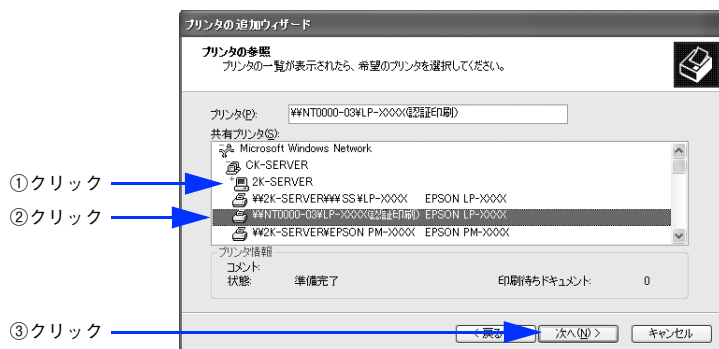 プリンタの追加ウィザード
プリンタの参照
プリンタの一覧が表示されたら、希望のプリンタを選択してください。
プリンタ(P):
¥¥NT0000-03¥LP-XXXX(認証印刷)
共有プリンタ(S):
Microsoft Windows Network
CK-SERVER
①クリック
2K-SERVER
¥¥2K-SERVER¥¥¥SS¥LP-XXXX EPSON LP-XXXX
②クリック
¥¥NT0000-03¥LP-XXXX(認証印刷) EPSON LP-XXXX
¥¥2K-SERVER¥EPSON PM-XXXX EPSON PM-XXXX
プリンタ情報
コメント:
状態: 準備完了 印刷待ちドキュメント: 0
③クリック
< 戻る 次へ(N) > キャンセル